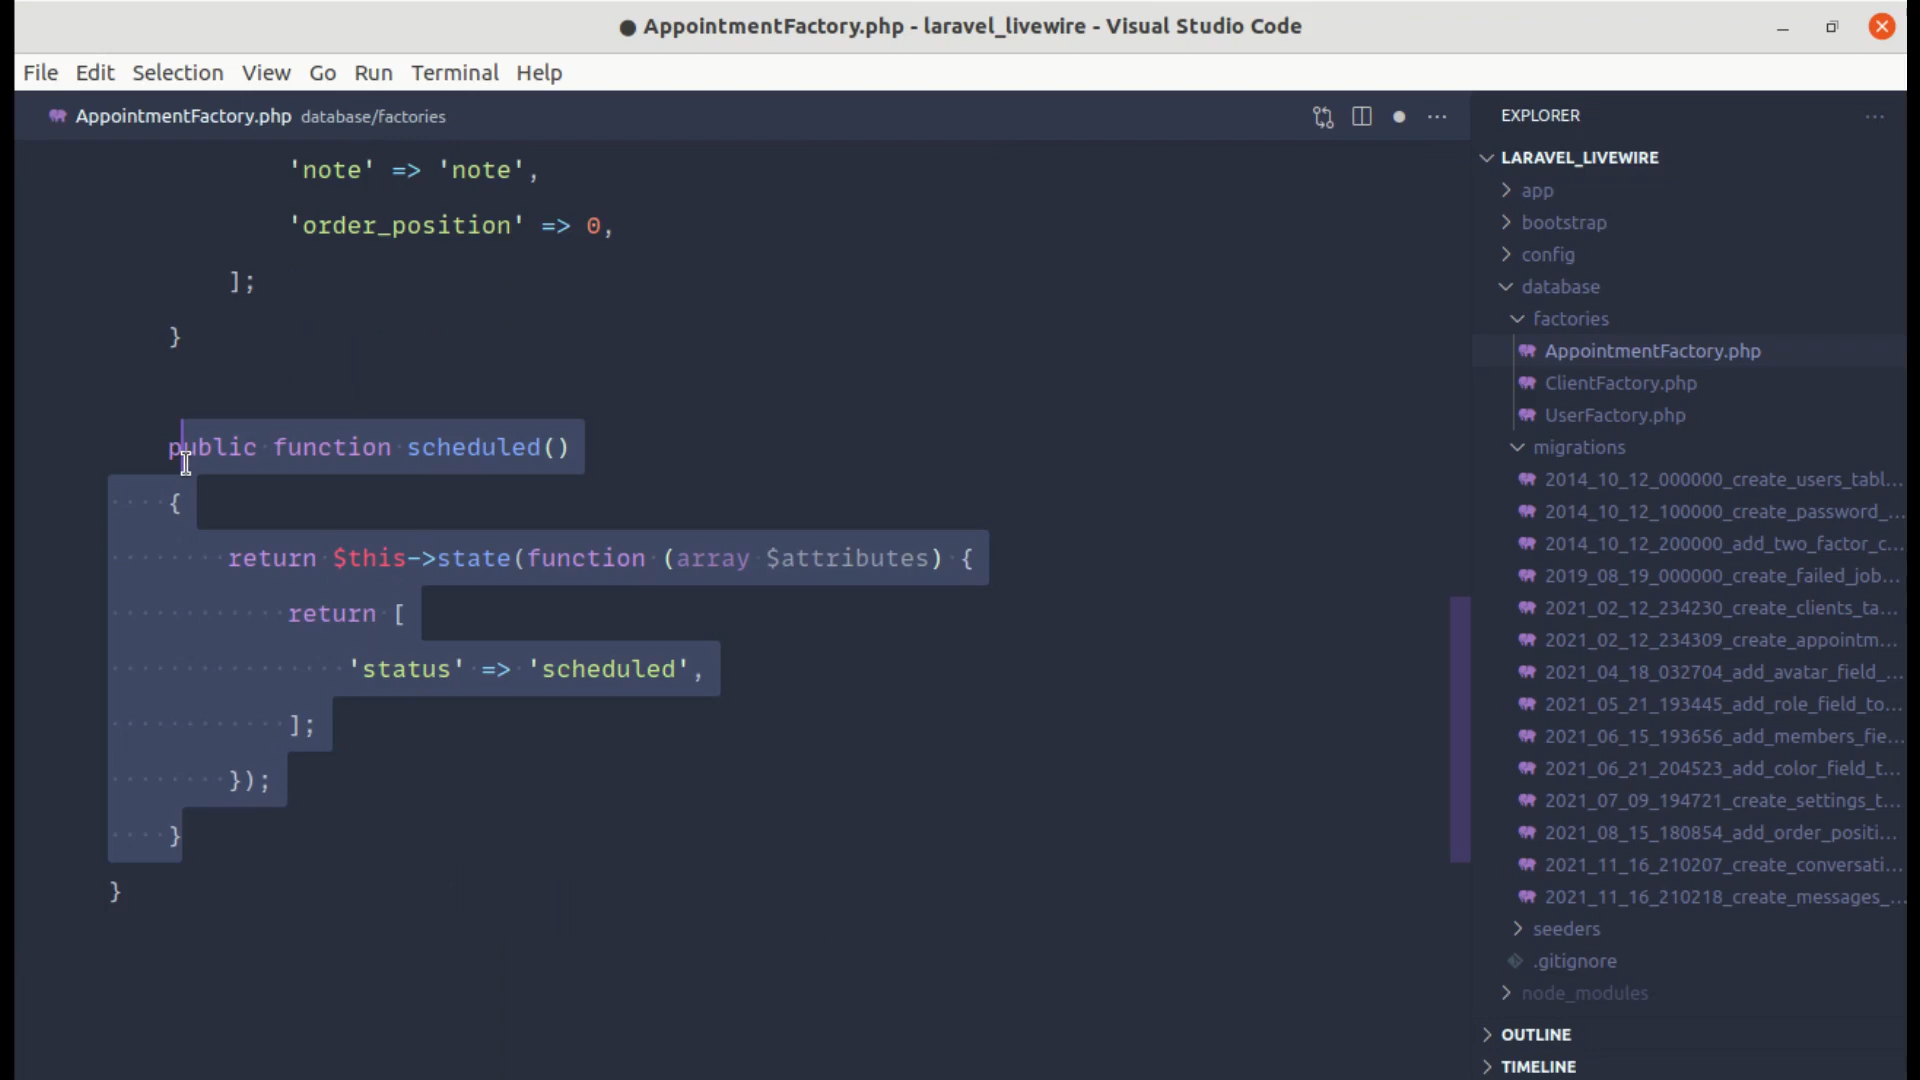 AppointmentFactory.php - laravel_livewire - Visual Studio Code
File Edit Selection View Go Run Terminal Help
AppointmentFactory.php database/factories
'note' => 'note',
'order_position' => 0,
];
}
public function scheduled()
{
return $this->state(function (array $attributes) {
return [
'status' => 'scheduled',
];
});
}
}
EXPLORER
LARAVEL_LIVEWIRE
app
bootstrap
config
database
factories
AppointmentFactory.php
ClientFactory.php
UserFactory.php
migrations
2014_10_12_000000_create_users_tabl...
2014_10_12_100000_create_password_...
2014_10_12_200000_add_two_factor_c...
2019_08_19_000000_create_failed_job...
2021_02_12_234230_create_clients_ta...
2021_02_12_234309_create_appointm...
2021_04_18_032704_add_avatar_field_...
2021_05_21_193445_add_role_field_to...
2021_06_15_193656_add_members_fie...
2021_06_21_204523_add_color_field_t...
2021_07_09_194721_create_settings_t...
2021_08_15_180854_add_order_positi...
2021_11_16_210207_create_conversati...
2021_11_16_210218_create_messages_...
seeders
.gitignore
node_modules
OUTLINE
TIMELINE